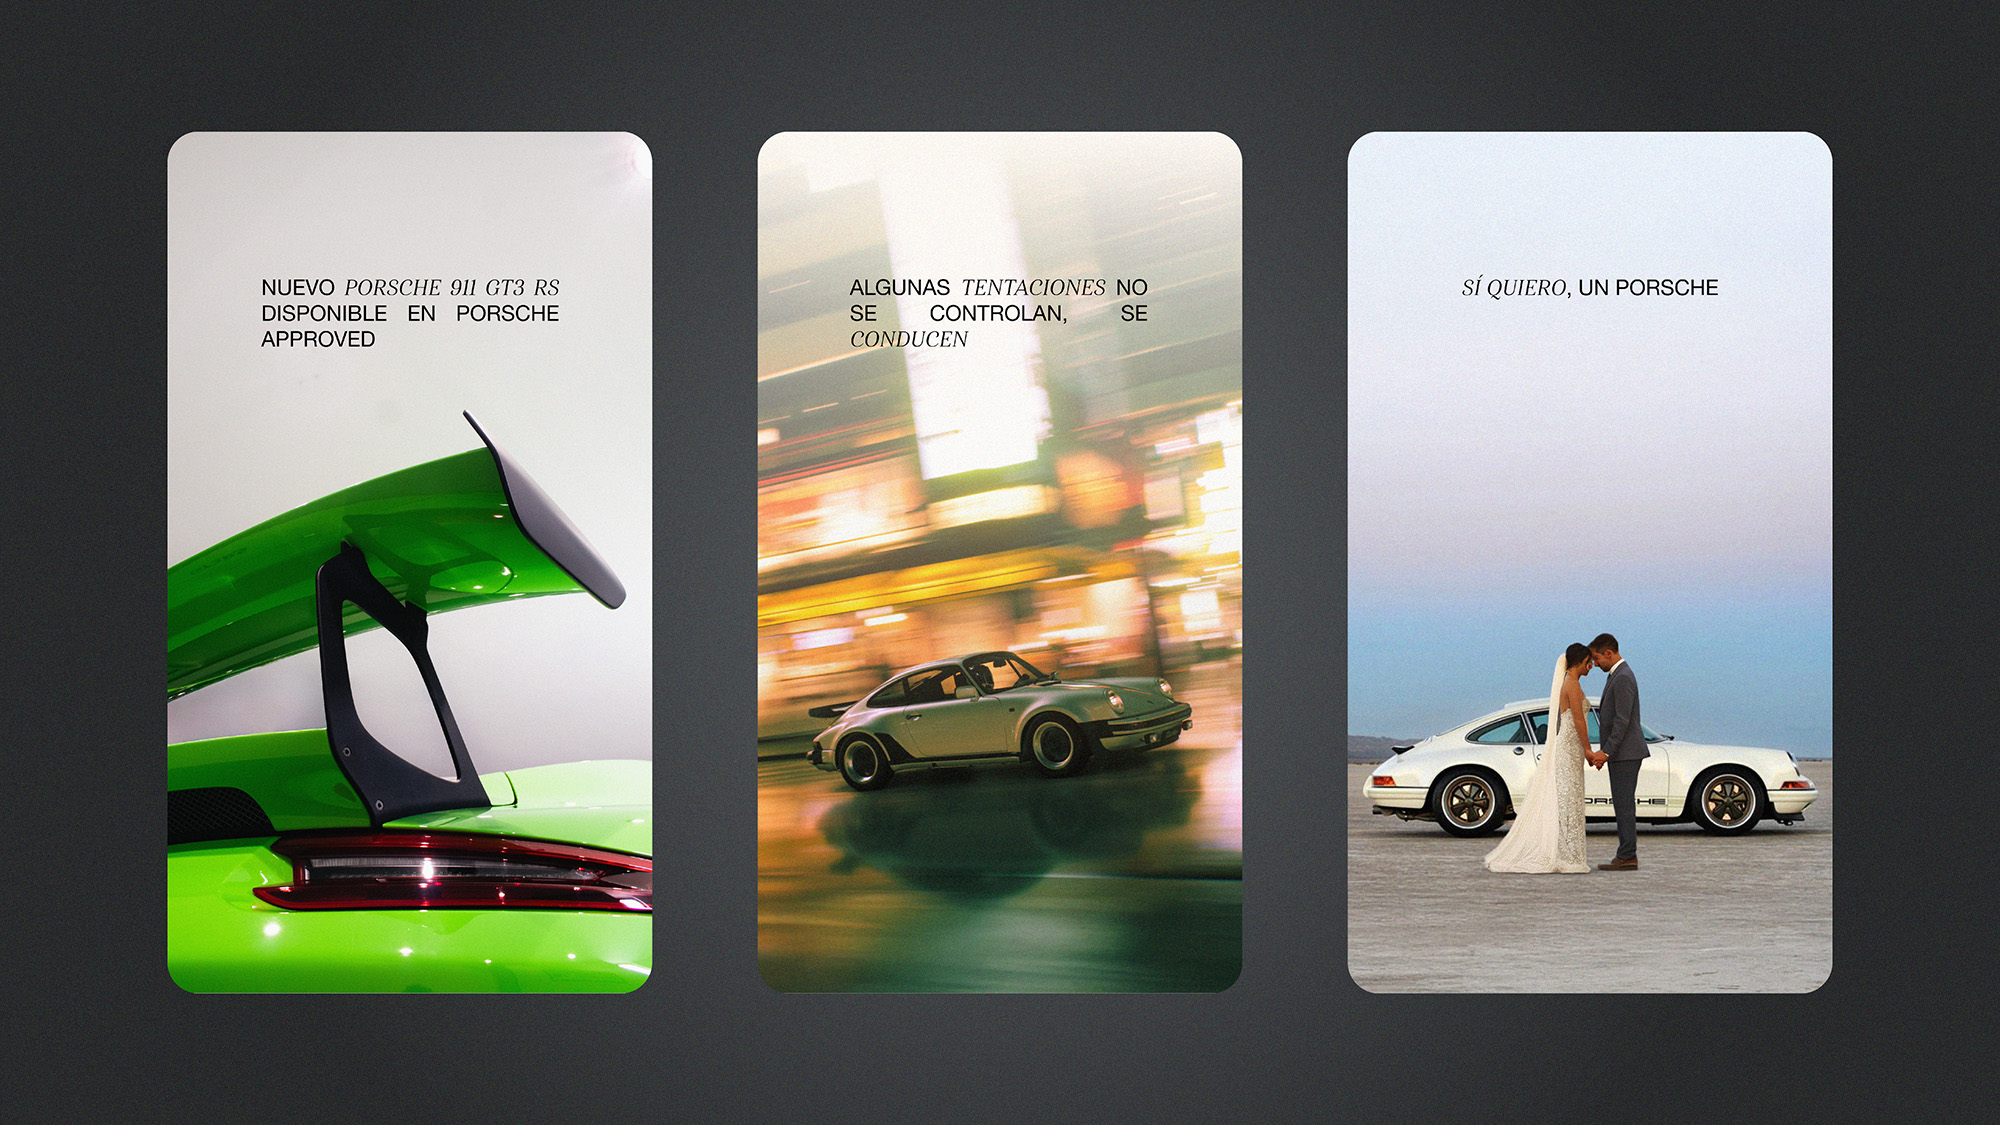 NUEVO PORSCHE 911 GT3 RS
DISPONIBLE EN PORSCHE
APPROVED
ALGUNAS TENTACIONES NO
SE CONTROLAN, SE
CONDUCEN
SÍ QUIERO, UN PORSCHE
PORSCHE